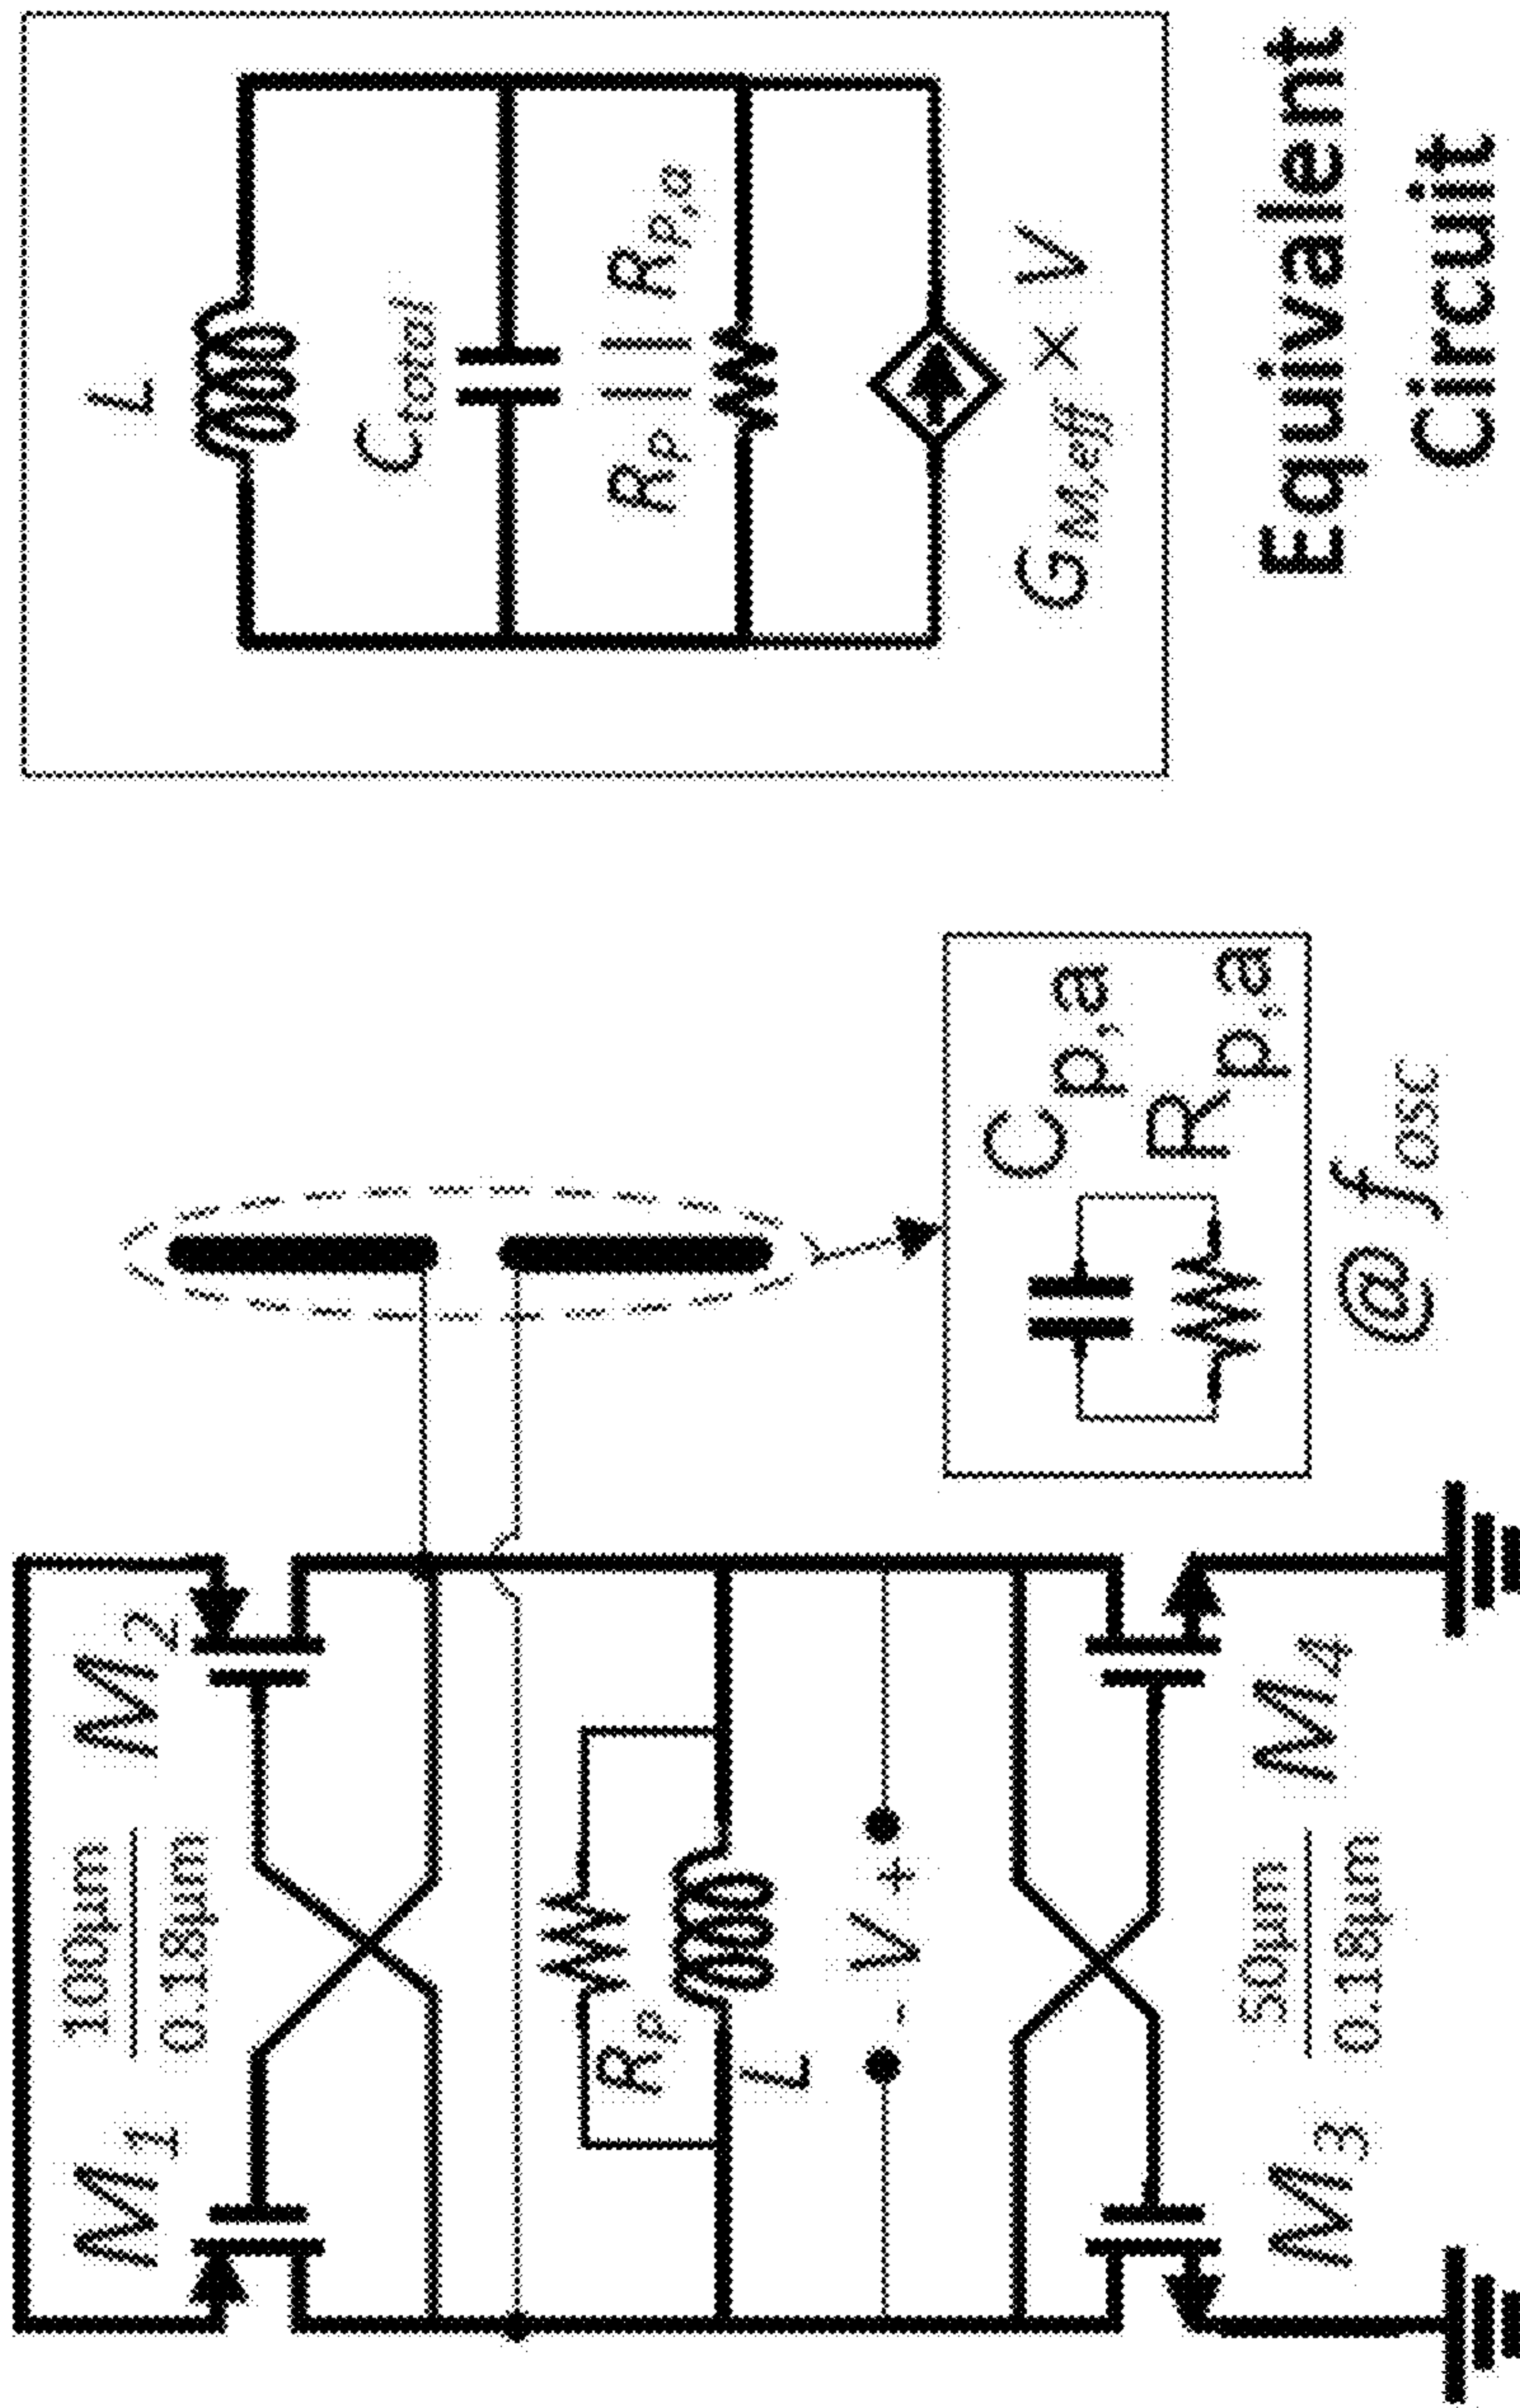 M1
100μm
0.18μm
M2
Rp
L
- V +
M3
50μm
0.18μm
M4
Cp,a
Rp,a
@ fosc
L
Ctotal
Rp || Rp,a
GM,eff × V
Equivalent
Circuit